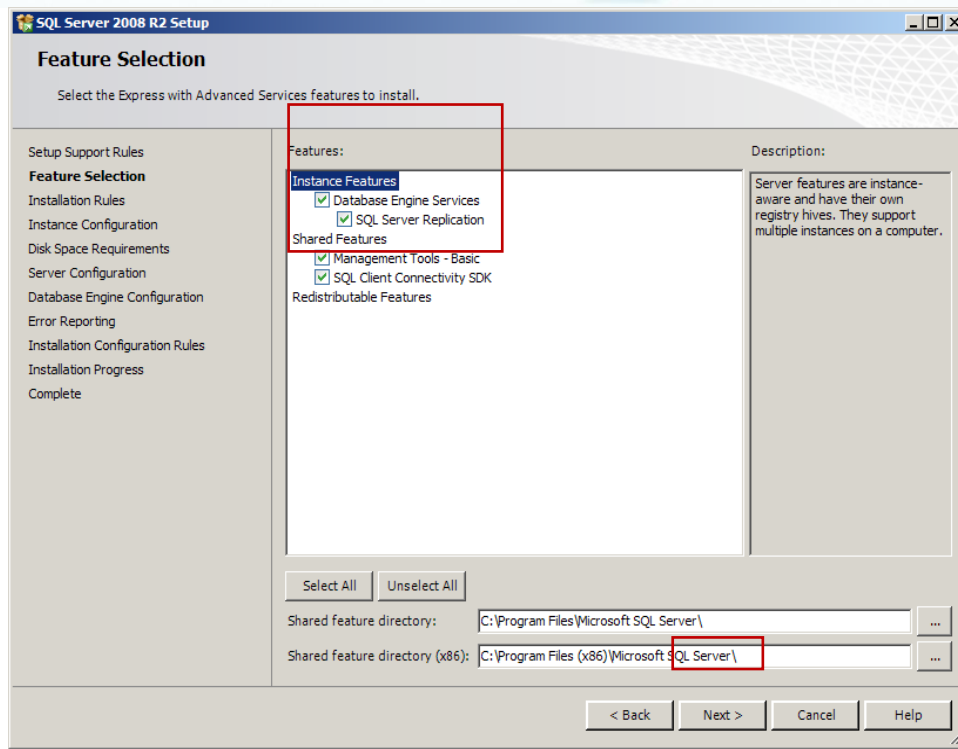 SQL Server 2008 R2 Setup
Feature Selection
Select the Express with Advanced Services features to install.
Setup Support Rules
Feature Selection
Installation Rules
Instance Configuration
Disk Space Requirements
Server Configuration
Database Engine Configuration
Error Reporting
Installation Configuration Rules
Installation Progress
Complete
Features:
Instance Features
Database Engine Services
SQL Server Replication
Shared Features
Management Tools - Basic
SQL Client Connectivity SDK
Redistributable Features
Description:
Server features are instance-
aware and have their own
registry hives. They support
multiple instances on a computer.
Select All
Unselect All
Shared feature directory:
C:\Program Files\Microsoft SQL Server\
...
Shared feature directory (x86):
C:\Program Files (x86)\Microsoft SQL Server\
...
< Back
Next >
Cancel
Help